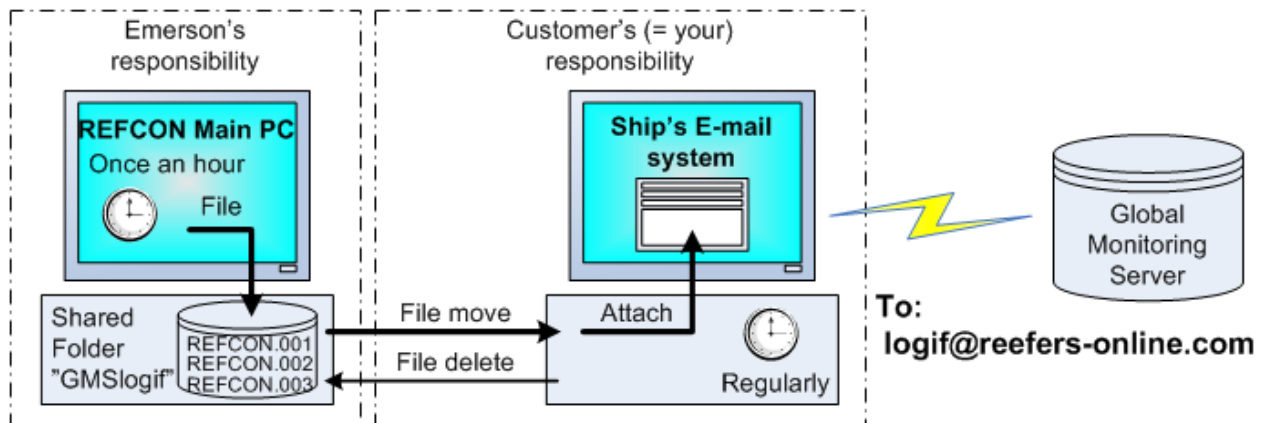 Emerson's
responsibility
Customer's (= your)
responsibility
REFCON Main PC
Once an hour
File
Ship's E-mail
system
Global
Monitoring
Server
Shared
Folder
"GMSlogif"
REFCON.001
REFCON.002
REFCON.003
File move
File delete
Attach
Regularly
To:
logif@reefers-online.com